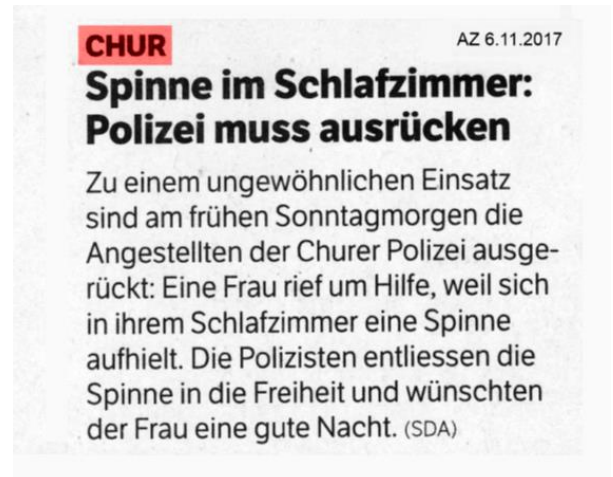 CHUR
AZ 6.11.2017
Spinne im Schlafzimmer:
Polizei muss ausrücken
Zu einem ungewöhnlichen Einsatz
sind am frühen Sonntagmorgen die
Angestellten der Churer Polizei ausge-
rückt: Eine Frau rief um Hilfe, weil sich
in ihrem Schlafzimmer eine Spinne
aufhielt. Die Polizisten entliessen die
Spinne in die Freiheit und wünschten
der Frau eine gute Nacht. (SDA)